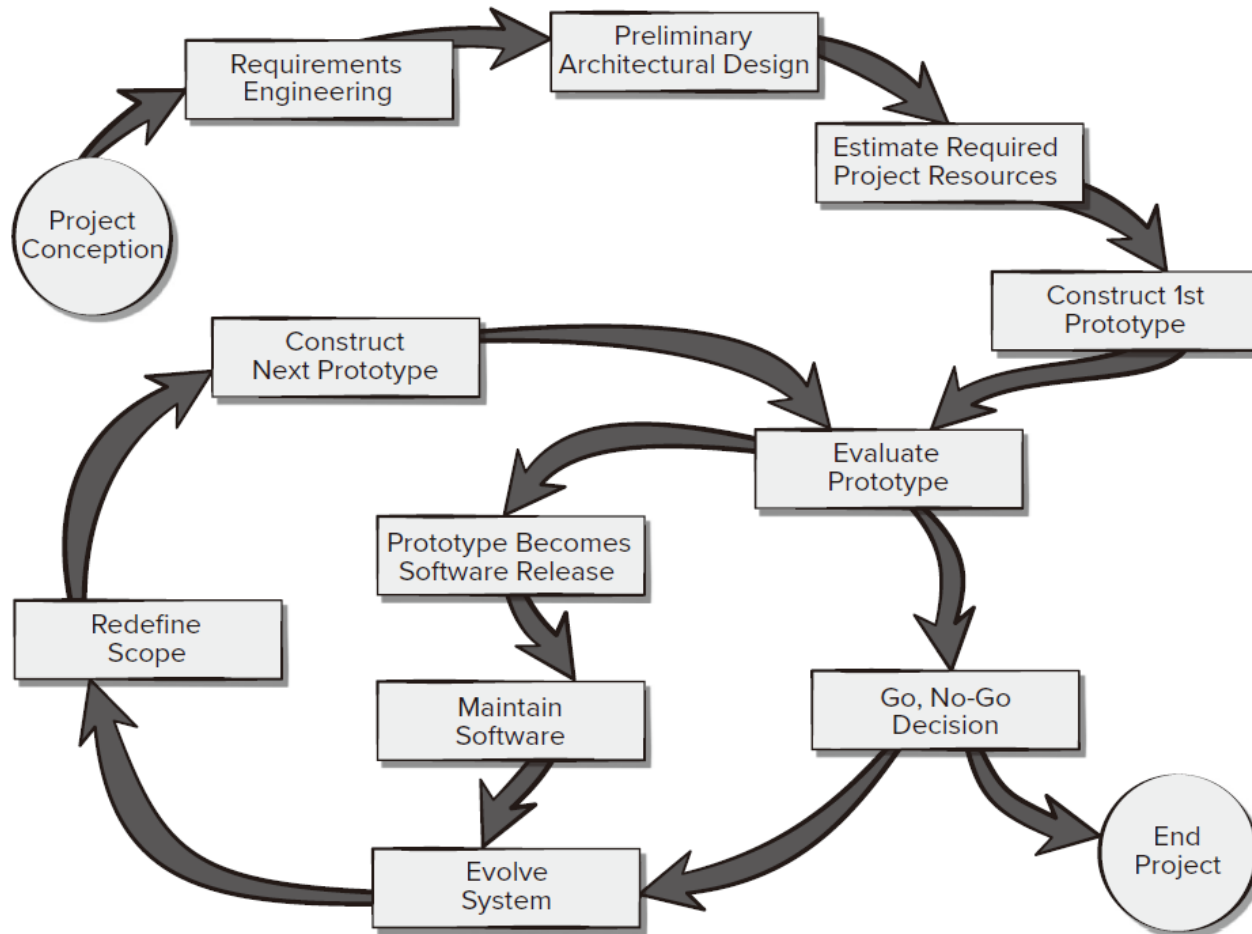 Preliminary
Architectural Design
Requirements
Engineering
Estimate Required
Project Resources
Project
Conception
Construct 1st
Prototype
Construct
Next Prototype
Evaluate
Prototype
Prototype Becomes
Software Release
Redefine
Scope
Maintain
Software
Go, No-Go
Decision
End
Project
Evolve
System